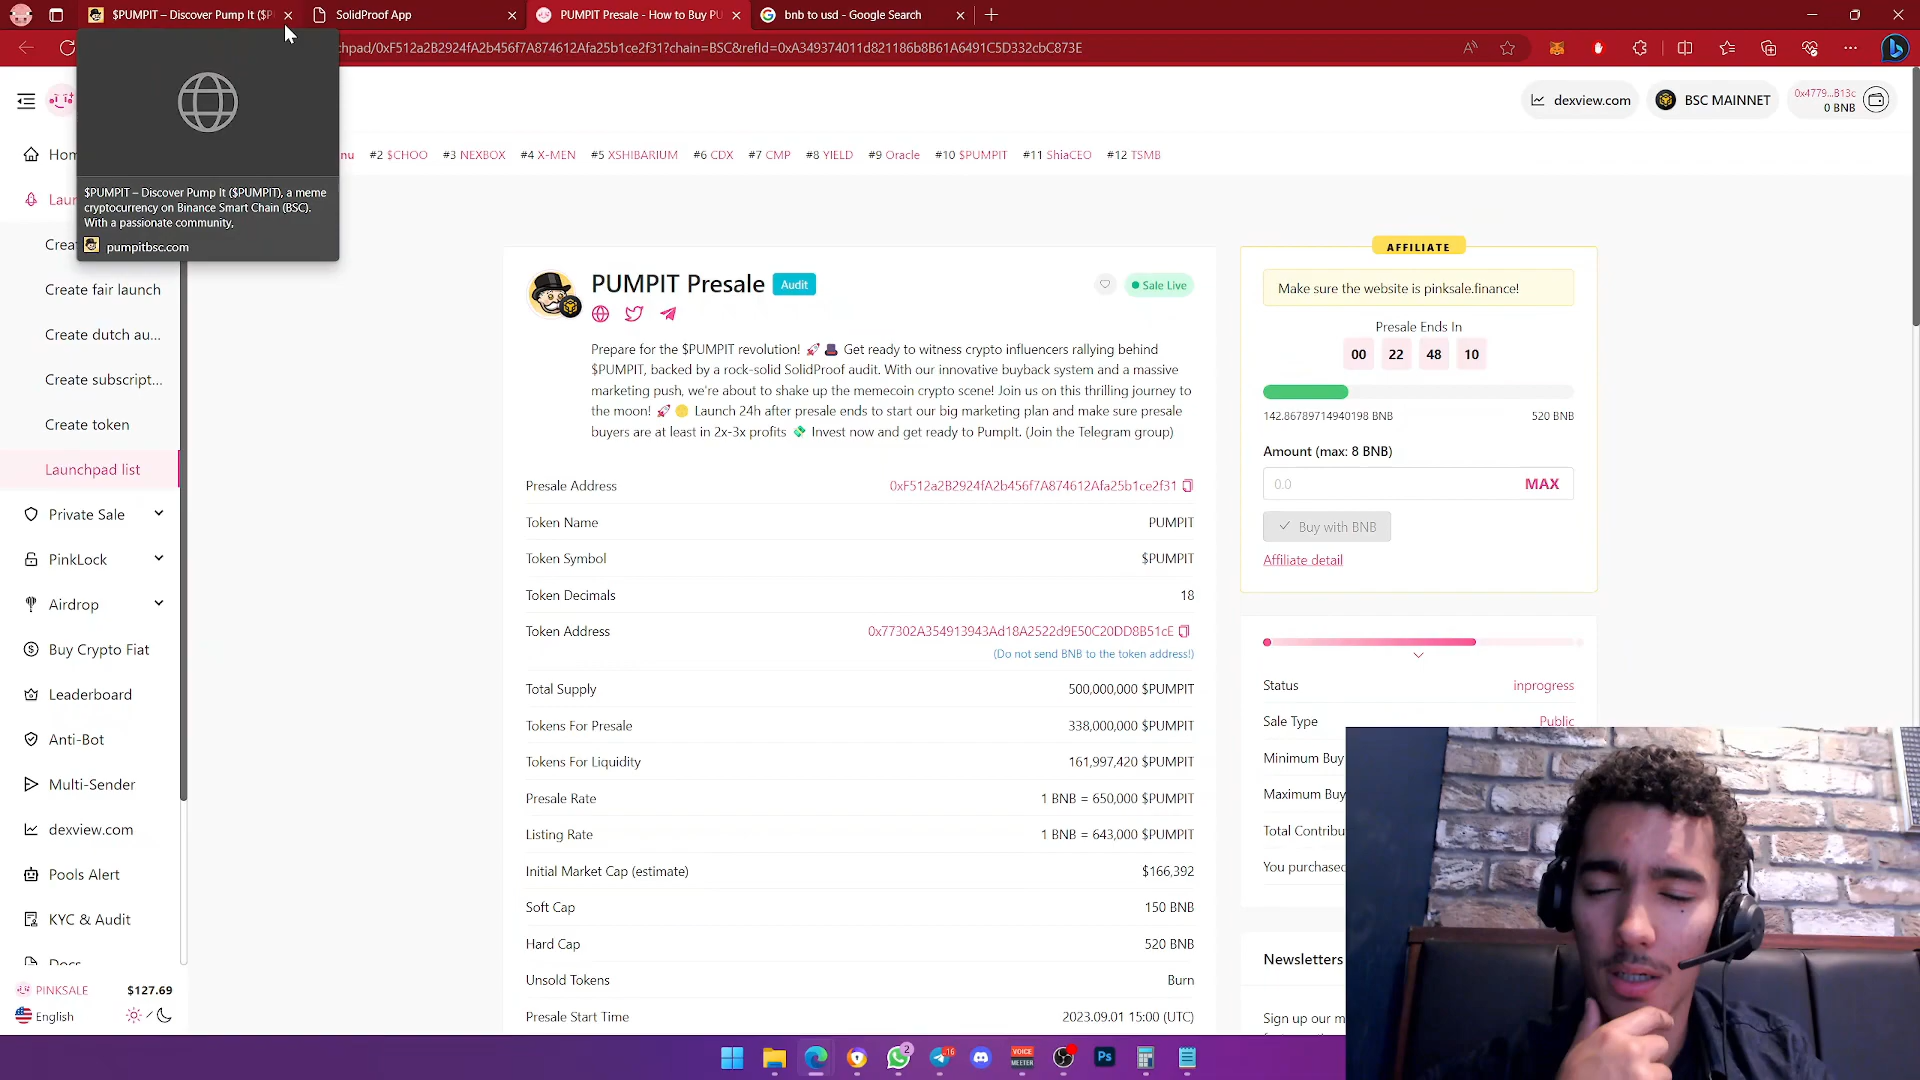 $PUMPIT – Discover Pump It ($P
SolidProof App
PUMPIT Presale - How to Buy PU
bnb to usd - Google Search
chpad/0xF512a2B2924fA2b456f7A874612Afa25b1ce2f31?chain=BSC&refId=0xA349374011d821186b8B61A6491C5D332cbC873E
$PUMPIT – Discover Pump It ($PUMPIT), a meme
cryptocurrency on Binance Smart Chain (BSC).
With a passionate community,
pumpitbsc.com
dexview.com
BSC MAINNET
0x4779...B13c
0 BNB
nu
#2 $CHOO
#3 NEXBOX
#4 X-MEN
#5 XSHIBARIUM
#6 CDX
#7 CMP
#8 YIELD
#9 Oracle
#10 $PUMPIT
#11 ShiaCEO
#12 TSMB
Hom
Laun
Crea
Create fair launch
Create dutch au...
Create subscript...
Create token
Launchpad list
Private Sale
PinkLock
Airdrop
Buy Crypto Fiat
Leaderboard
Anti-Bot
Multi-Sender
dexview.com
Pools Alert
KYC & Audit
Docs
PINKSALE $127.69
English
PUMPIT Presale
Audit
Sale Live
Prepare for the $PUMPIT revolution! 🚀 🎩 Get ready to witness crypto influencers rallying behind
$PUMPIT, backed by a rock-solid SolidProof audit. With our innovative buyback system and a massive
marketing push, we're about to shake up the memecoin crypto scene! Join us on this thrilling journey to
the moon! 🚀 🌕 Launch 24h after presale ends to start our big marketing plan and make sure presale
buyers are at least in 2x-3x profits 💸 Invest now and get ready to PumpIt. (Join the Telegram group)
Presale Address 0xF512a2B2924fA2b456f7A874612Afa25b1ce2f31
Token Name PUMPIT
Token Symbol $PUMPIT
Token Decimals 18
Token Address 0x77302A354913943Ad18A2522d9E50C20DD8B51cE
(Do not send BNB to the token address!)
Total Supply 500,000,000 $PUMPIT
Tokens For Presale 338,000,000 $PUMPIT
Tokens For Liquidity 161,997,420 $PUMPIT
Presale Rate 1 BNB = 650,000 $PUMPIT
Listing Rate 1 BNB = 643,000 $PUMPIT
Initial Market Cap (estimate) $166,392
Soft Cap 150 BNB
Hard Cap 520 BNB
Unsold Tokens Burn
Presale Start Time 2023.09.01 15:00 (UTC)
AFFILIATE
Make sure the website is pinksale.finance!
Presale Ends In
00 22 48 10
142.86789714940198 BNB 520 BNB
Amount (max: 8 BNB)
0.0 MAX
Buy with BNB
Affiliate detail
Status inprogress
Sale Type Public
Minimum Buy
Maximum Buy
Total Contribu
You purchased
Newsletters
Sign up our m
2
16
VOICE
MEETER
Ps